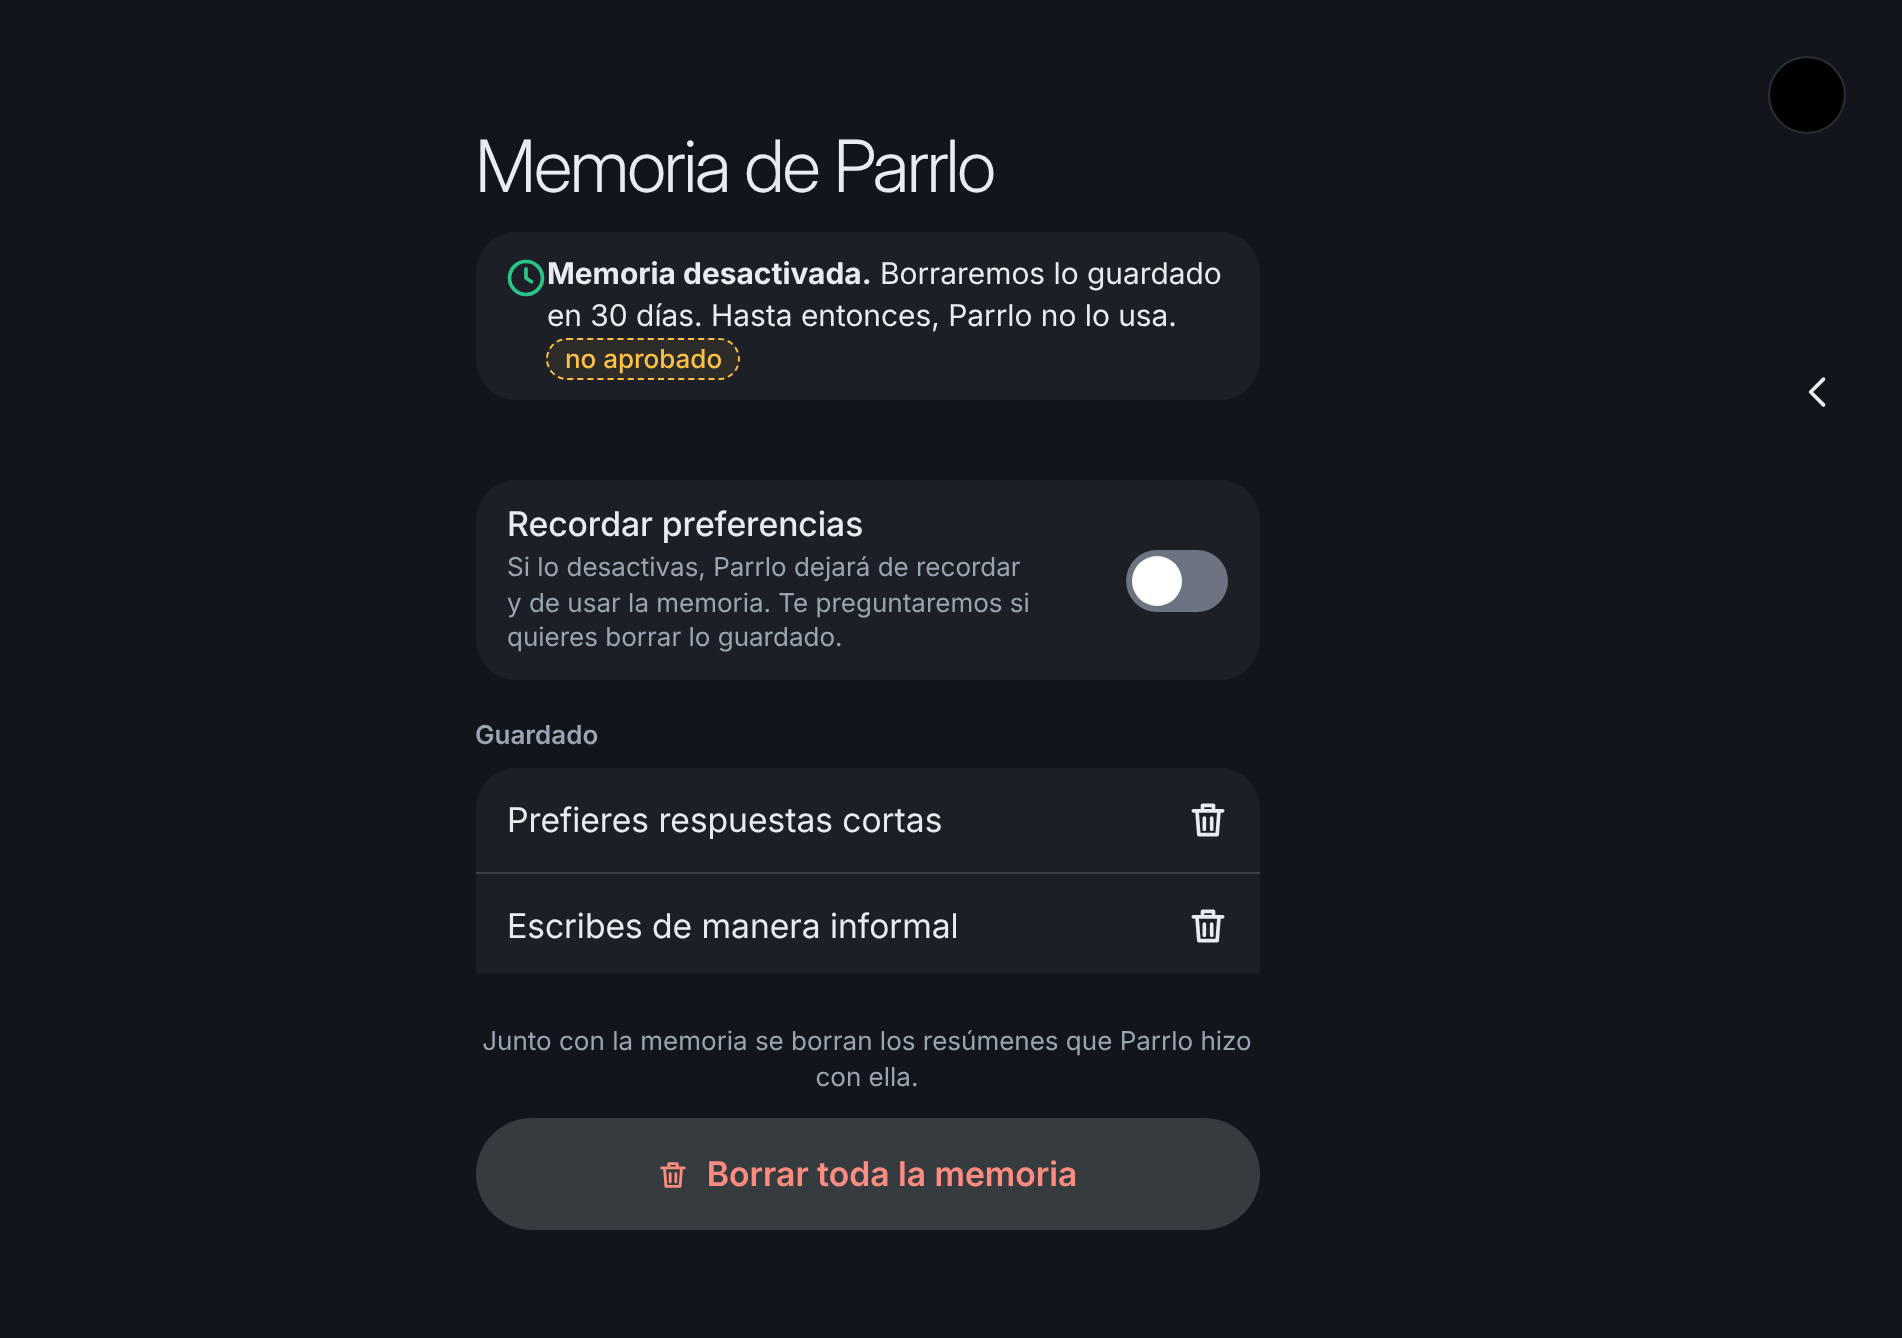 Memoria de Parrlo
Memoria desactivada. Borraremos lo guardado
en 30 días. Hasta entonces, Parrlo no lo usa.
no aprobado
Recordar preferencias
Si lo desactivas, Parrlo dejará de recordar
y de usar la memoria. Te preguntaremos si
quieres borrar lo guardado.
Guardado
Prefieres respuestas cortas
Escribes de manera informal
Junto con la memoria se borran los resúmenes que Parrlo hizo
con ella.
Borrar toda la memoria